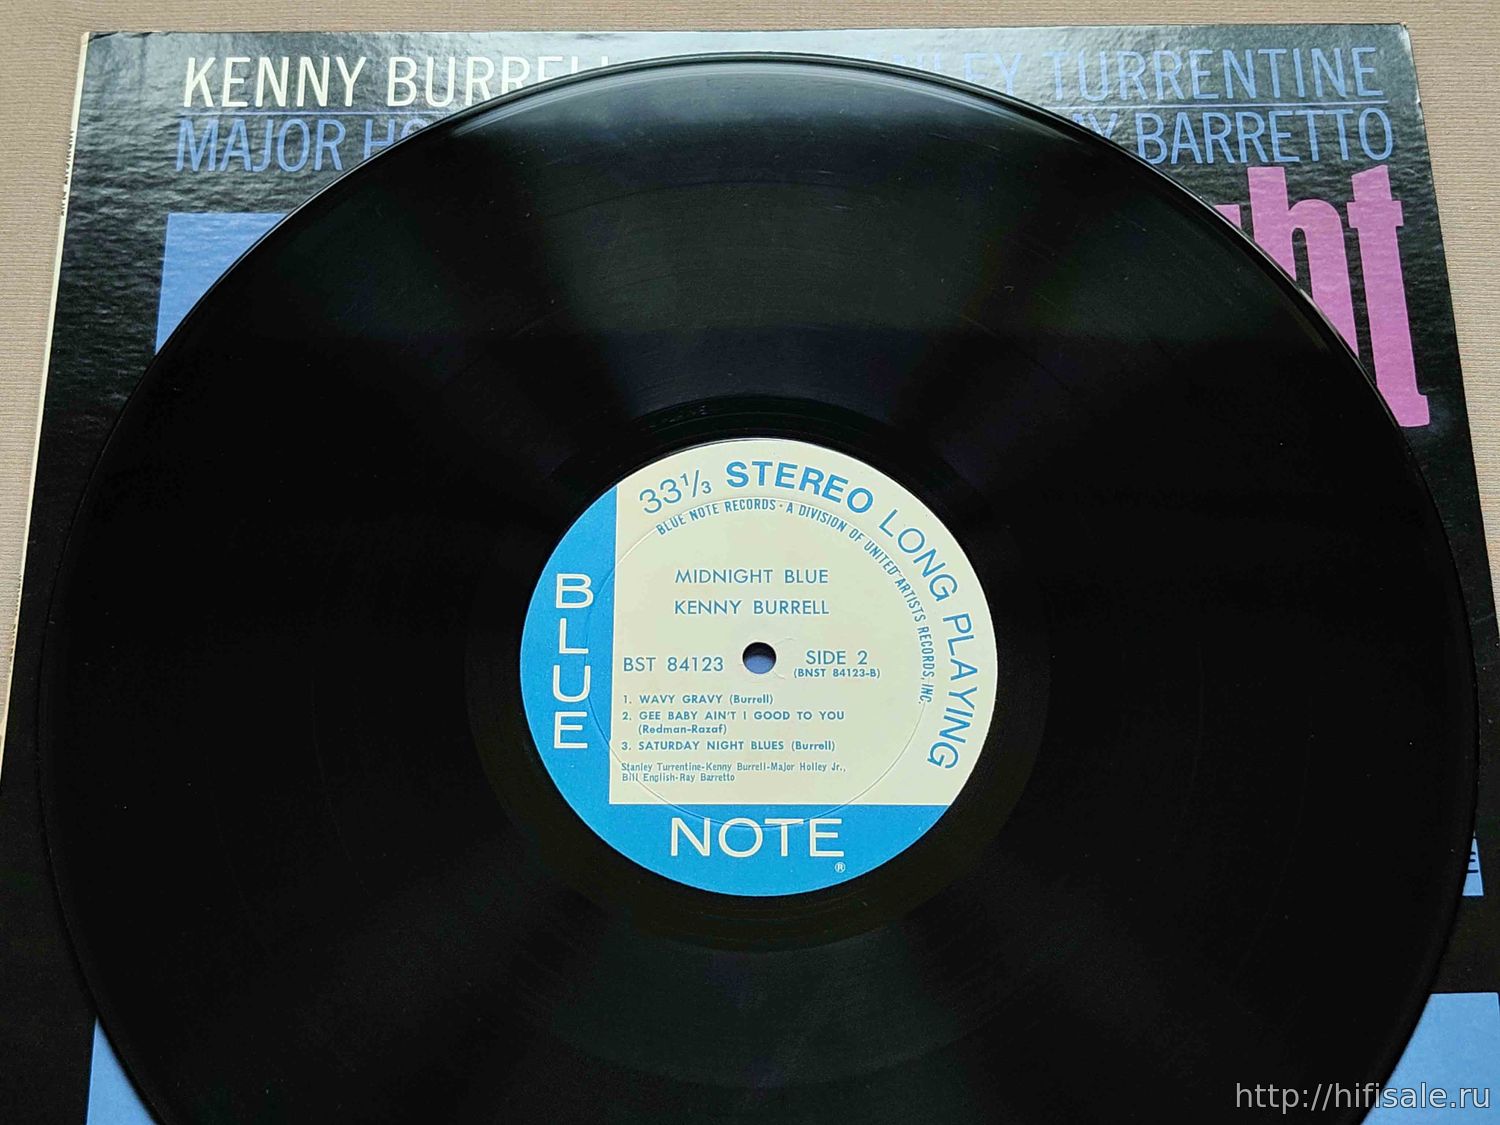 KENNY BURRELL TURRENTINE
MAJOR BARRETTO
33⅓ STEREO LONG PLAYING
BLUE NOTE RECORDS · A DIVISION OF UNITED ARTISTS RECORDS, INC.
MIDNIGHT BLUE
KENNY BURRELL
BST 84123
SIDE 2
(BNST 84123-B)
1. WAVY GRAVY (Burrell)
2. GEE BABY AIN'T I GOOD TO YOU
(Redman-Razaf)
3. SATURDAY NIGHT BLUES (Burrell)
Stanley Turrentine-Kenny Burrell-Major Holley Jr.,
Bill English-Ray Barretto
BLUE
NOTE
®
http://hifisale.ru